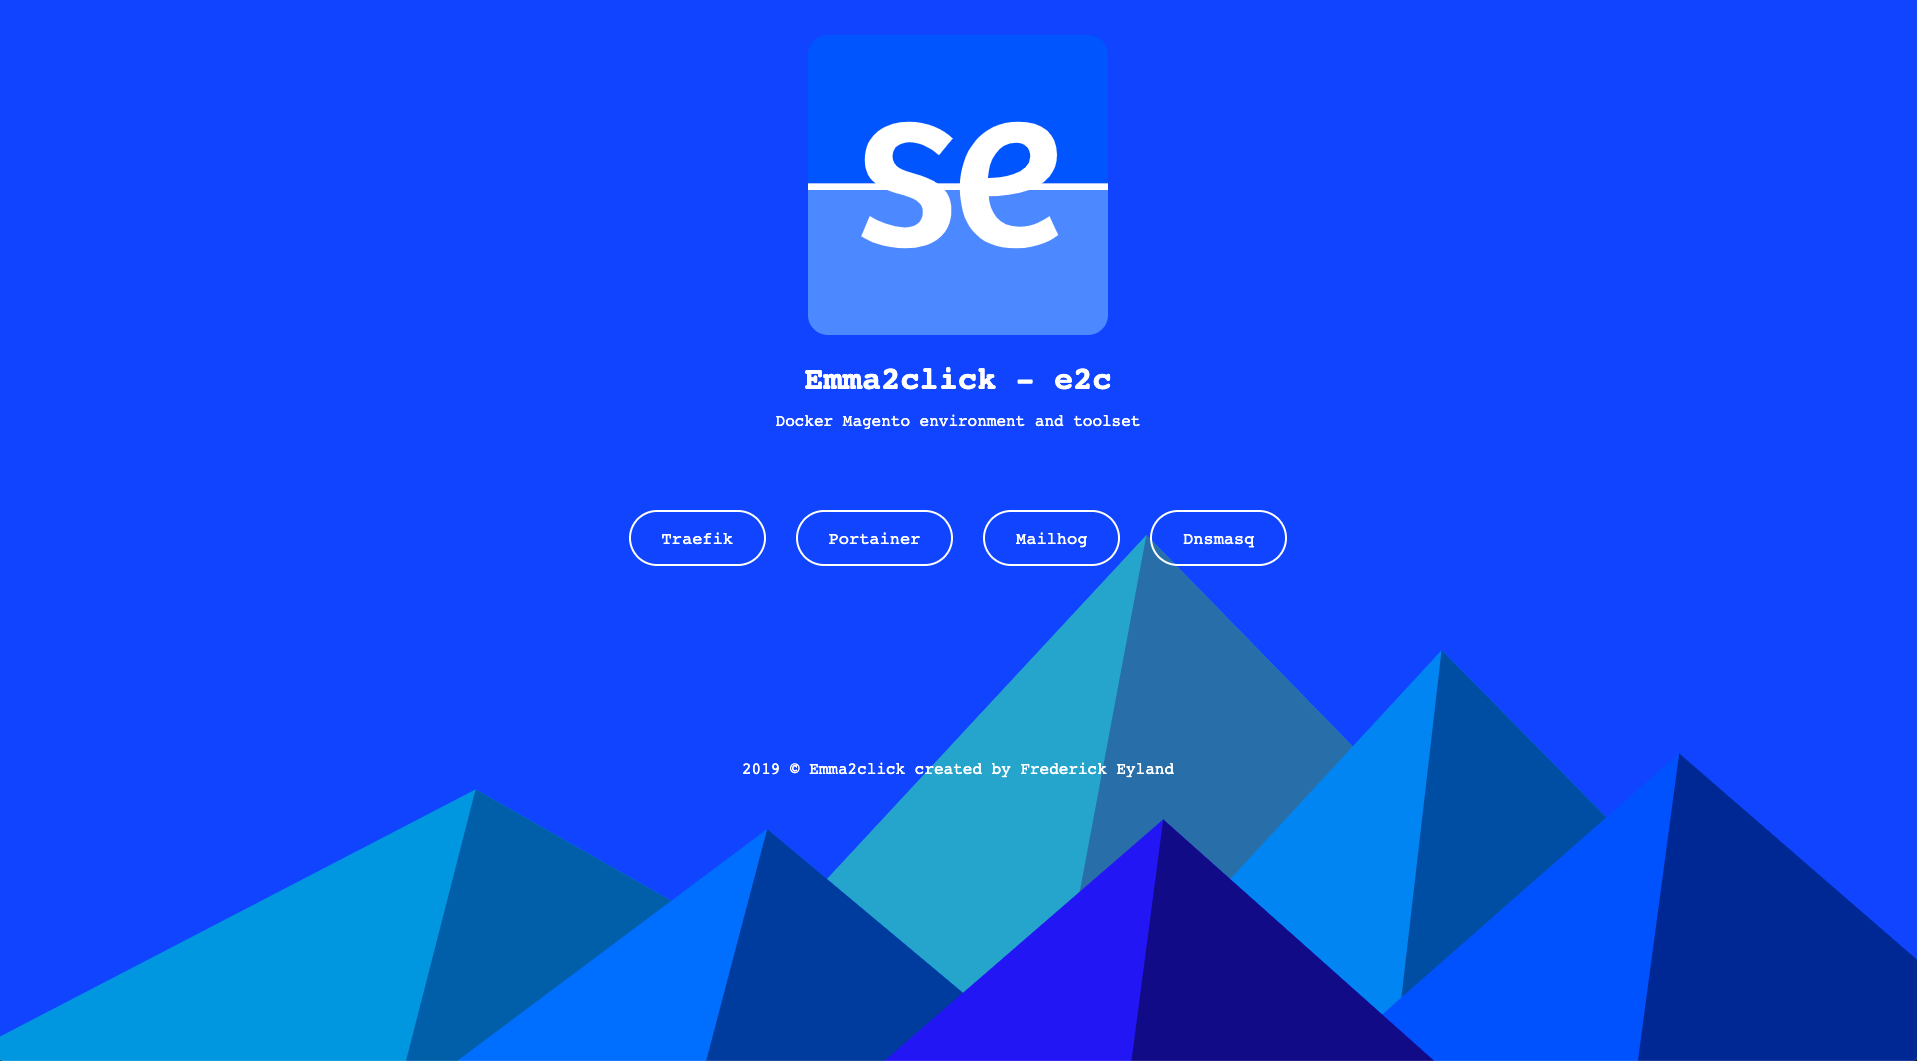 se
Emma2click - e2c
Docker Magento environment and toolset
Traefik
Portainer
Mailhog
Dnsmasq
2019 © Emma2click created by Frederick Eyland